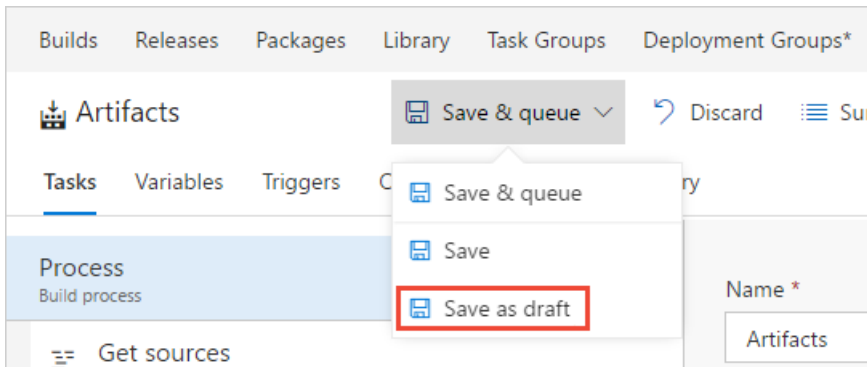 Builds Releases Packages Library Task Groups Deployment Groups*
Artifacts Save & queue Discard
Tasks Variables Triggers
Save & queue
Save
Save as draft
Process
Build process
Get sources
Name *
Artifacts